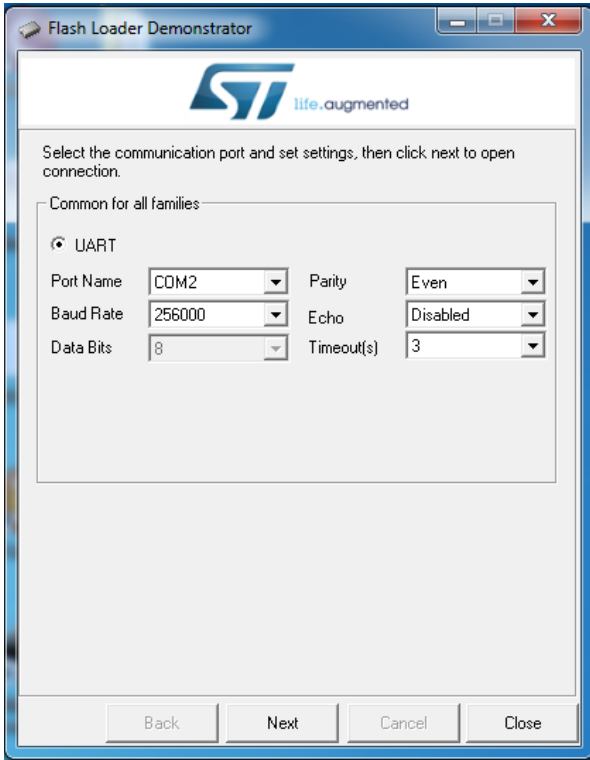 Flash Loader Demonstrator
life.augmented
Select the communication port and set settings, then click next to open
connection.
Common for all families
UART
Port Name COM2 Parity Even
Baud Rate 256000 Echo Disabled
Data Bits 8 Timeout(s) 3
Back Next Cancel Close